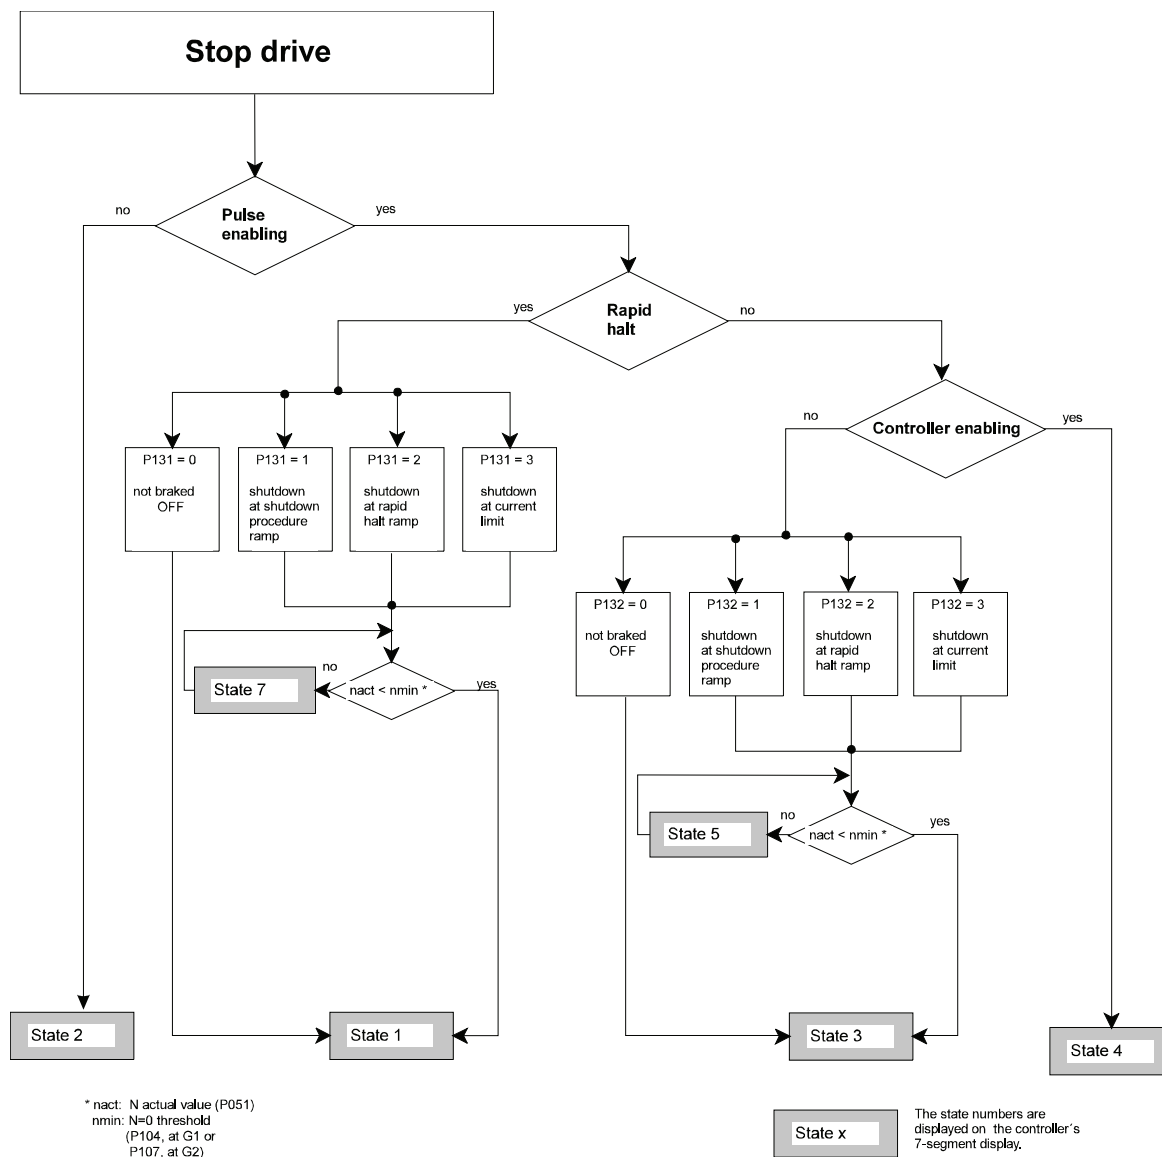 Stop drive
no
yes
Pulse
enabling
yes
Rapid
halt
no
no
Controller enabling
yes
P131 = 0
not braked
OFF
P131 = 1
shutdown
at shutdown
procedure
ramp
P131 = 2
shutdown
at rapid
halt ramp
P131 = 3
shutdown
at current
limit
P132 = 0
not braked
OFF
P132 = 1
shutdown
at shutdown
procedure
ramp
P132 = 2
shutdown
at rapid
halt ramp
P132 = 3
shutdown
at current
limit
State 7
no
nact < nmin *
yes
State 5
no
nact < nmin *
yes
State 2
State 1
State 3
State 4
* nact: N actual value (P051)
nmin: N=0 threshold
(P104, at G1 or
P107, at G2)
State x
The state numbers are
displayed on the controller´s
7-segment display.